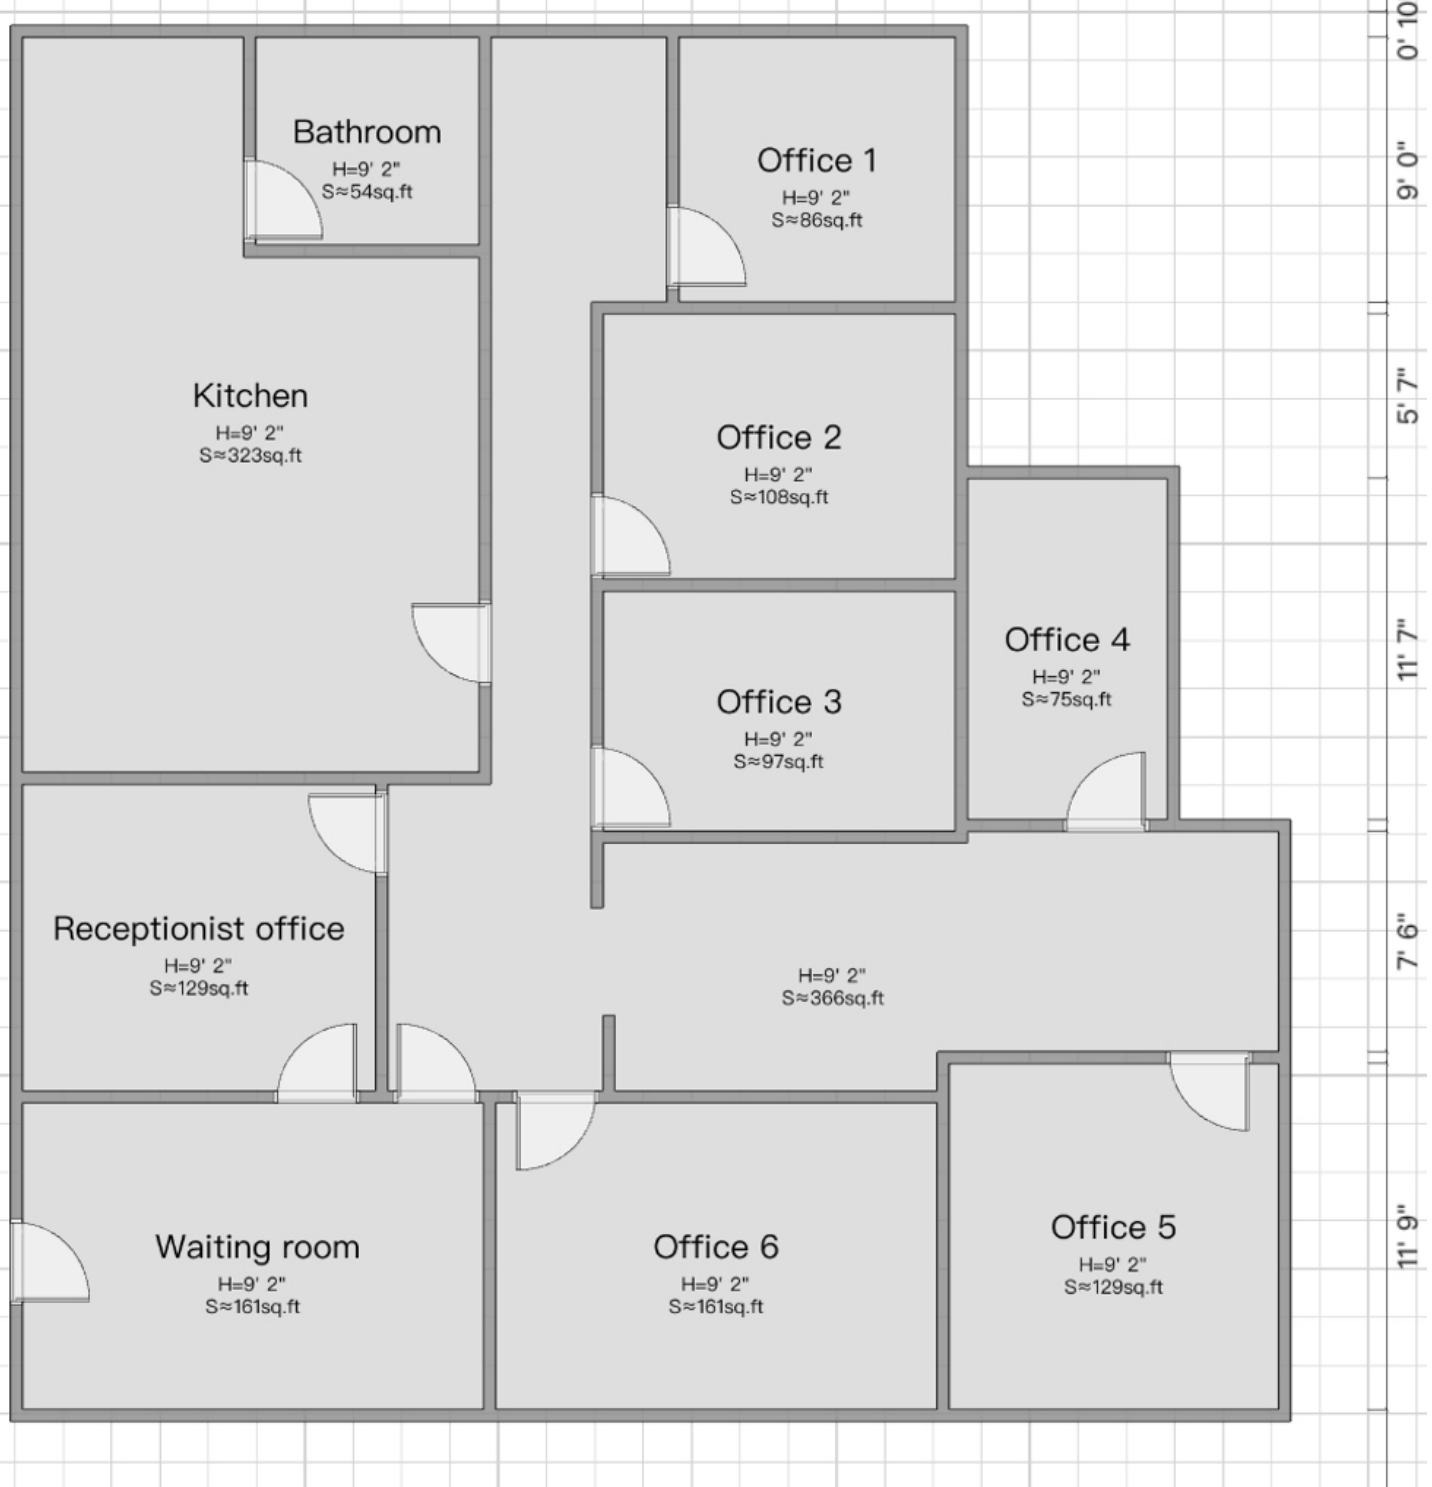 Bathroom
H=9' 2"
S≈54sq.ft
Office 1
H=9' 2"
S≈86sq.ft
Kitchen
H=9' 2"
S≈323sq.ft
Office 2
H=9' 2"
S≈108sq.ft
Office 3
H=9' 2"
S≈97sq.ft
Office 4
H=9' 2"
S≈75sq.ft
Receptionist office
H=9' 2"
S≈129sq.ft
H=9' 2"
S≈366sq.ft
Waiting room
H=9' 2"
S≈161sq.ft
Office 6
H=9' 2"
S≈161sq.ft
Office 5
H=9' 2"
S≈129sq.ft
0' 10
9' 0"
5' 7"
11' 7"
7' 6"
11' 9"